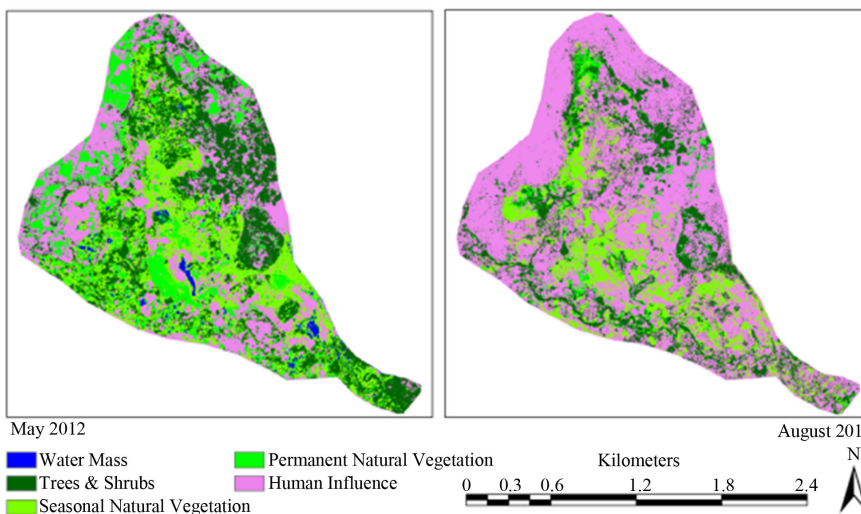 May 2012
August 201
Water Mass
Trees & Shrubs
Seasonal Natural Vegetation
Permanent Natural Vegetation
Human Influence
Kilometers
0 0.3 0.6 1.2 1.8 2.4
N